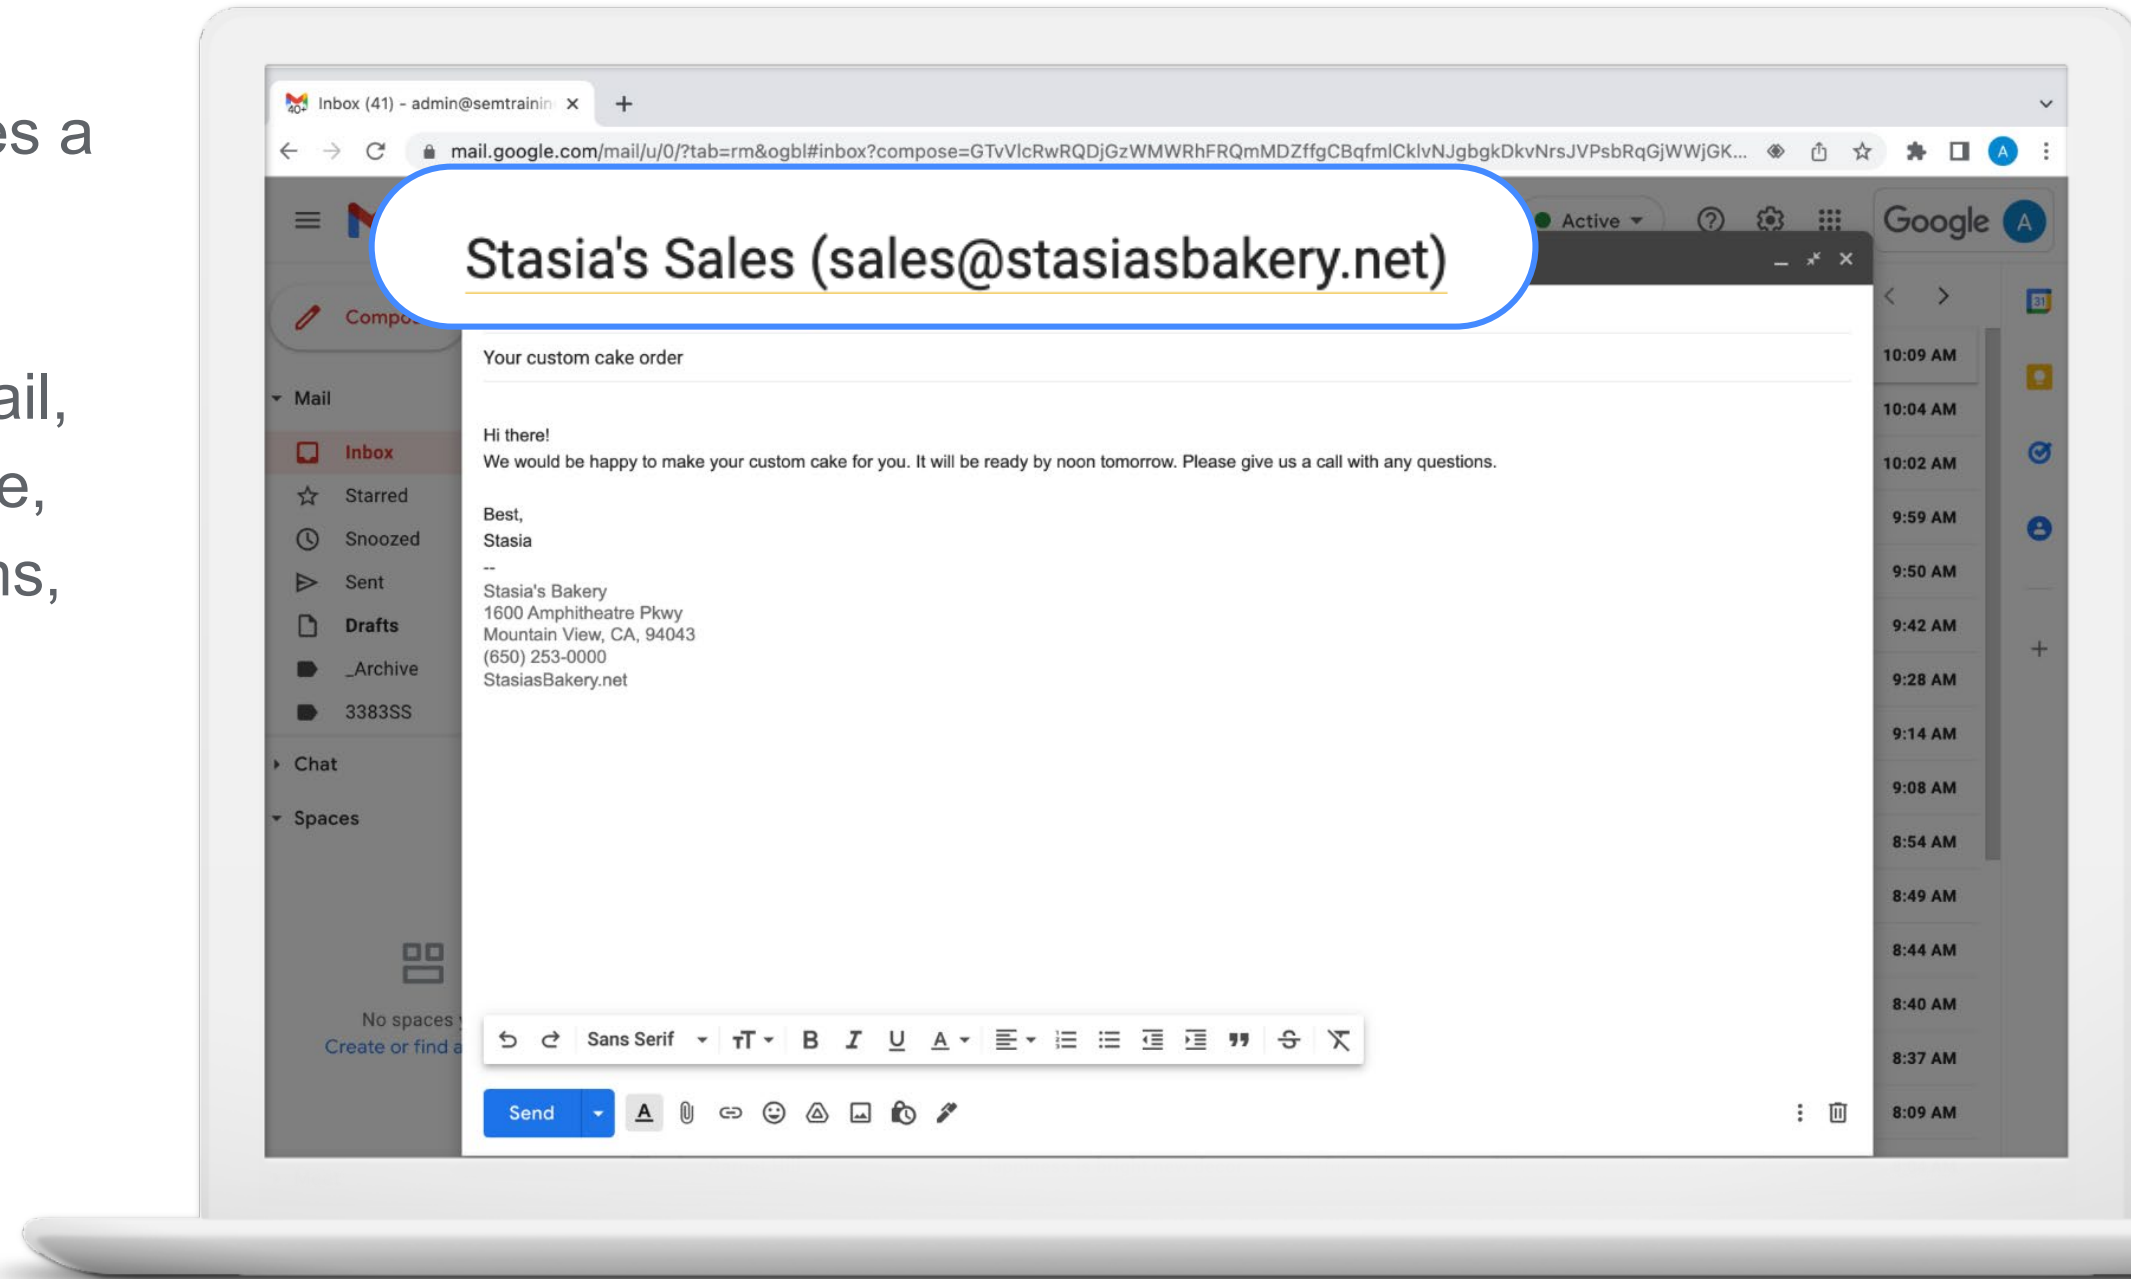 es a
ail,
e,
ns,
Inbox (41) - admin@semtrainin
mail.google.com/mail/u/0/?tab=rm&ogbl#inbox?compose=GTvVlcRwRQDjGzWMWRhFRQmMDZffgCBqfmlCklvNJgbgkDkvNrsJVPsbRqGjWWjGK...
A
Active
Google
A
Stasia's Sales (sales@stasiasbakery.net)
Compo
Mail
Inbox
Starred
Snoozed
Sent
Drafts
_Archive
3383SS
Chat
Spaces
No spaces
Create or find a
Your custom cake order
Hi there!
We would be happy to make your custom cake for you. It will be ready by noon tomorrow. Please give us a call with any questions.
Best,
Stasia
--
Stasia's Bakery
1600 Amphitheatre Pkwy
Mountain View, CA, 94043
(650) 253-0000
StasiasBakery.net
Sans Serif
Send
10:09 AM
10:04 AM
10:02 AM
9:59 AM
9:50 AM
9:42 AM
9:28 AM
9:14 AM
9:08 AM
8:54 AM
8:49 AM
8:44 AM
8:40 AM
8:37 AM
8:09 AM
31